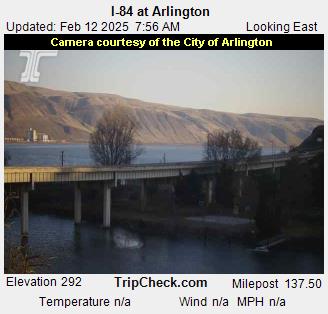 I-84 at Arlington
Updated: Feb 12 2025 7:56 AM Looking East
Camera courtesy of the City of Arlington
Elevation 292 TripCheck.com Milepost 137.50
Temperature n/a Wind n/a MPH n/a